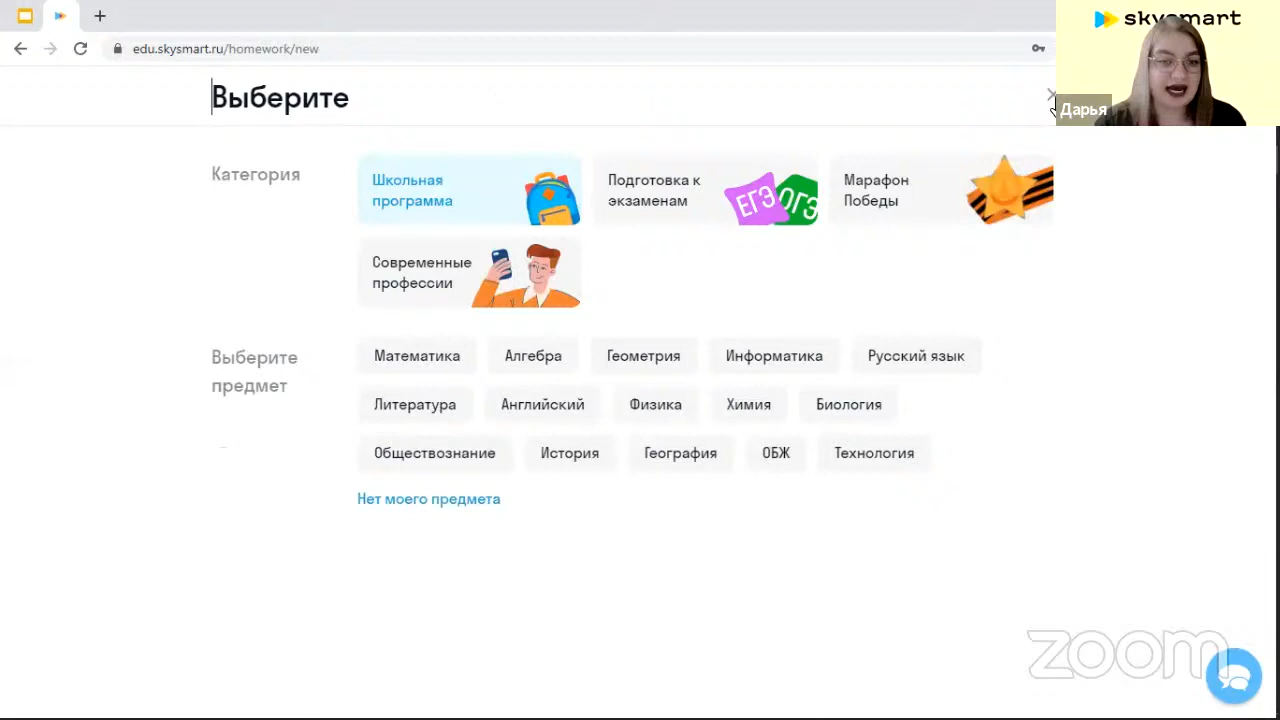 edu.skysmart.ru/homework/new
skysmart
Дарья
Выберите
Категория
Школьная
программа
Подготовка к
экзаменам
ЕГЭ
ОГЭ
Марафон
Победы
Современные
профессии
Выберите
предмет
Математика
Алгебра
Геометрия
Информатика
Русский язык
Литература
Английский
Физика
Химия
Биология
Обществознание
История
География
ОБЖ
Технология
Нет моего предмета
zoom